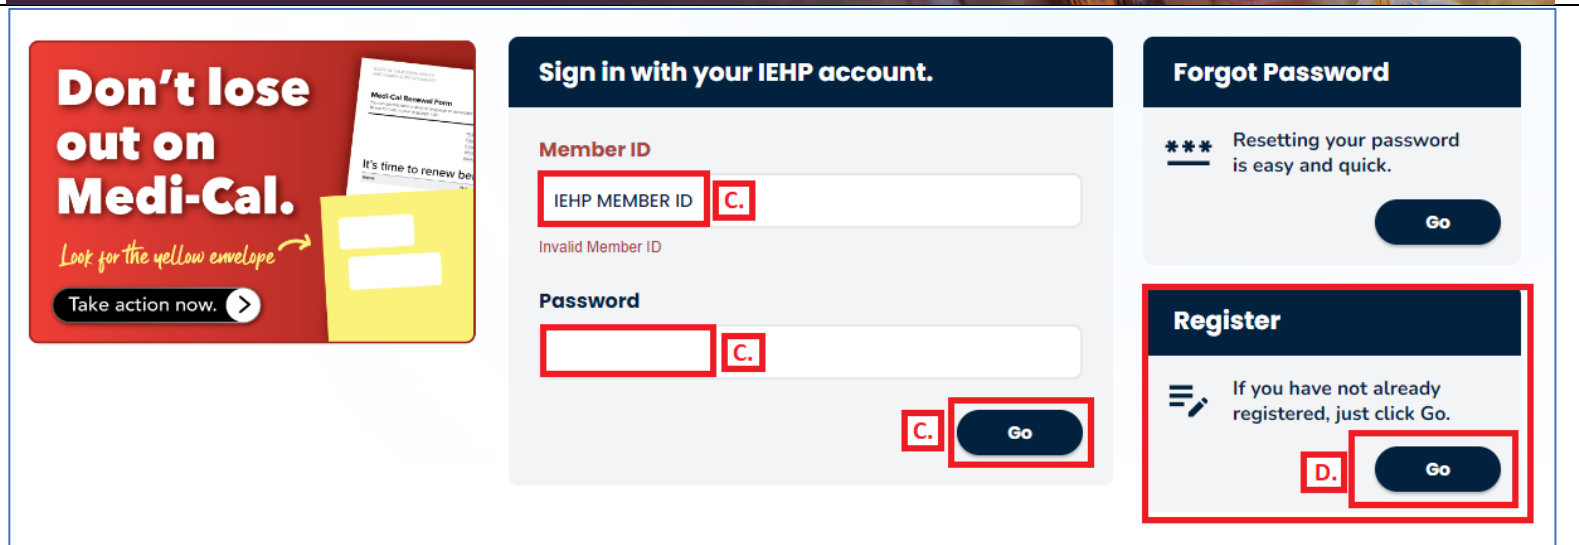 Don't lose
out on
Medi-Cal.
Look for the yellow envelope
Take action now.
Medi-Cal Renewal Form
It's time to renew
Sign in with your IEHP account.
Member ID
IEHP MEMBER ID
C.
Invalid Member ID
Password
C.
C.
Go
Forgot Password
***
Resetting your password
is easy and quick.
Go
Register
If you have not already
registered, just click Go.
D.
Go